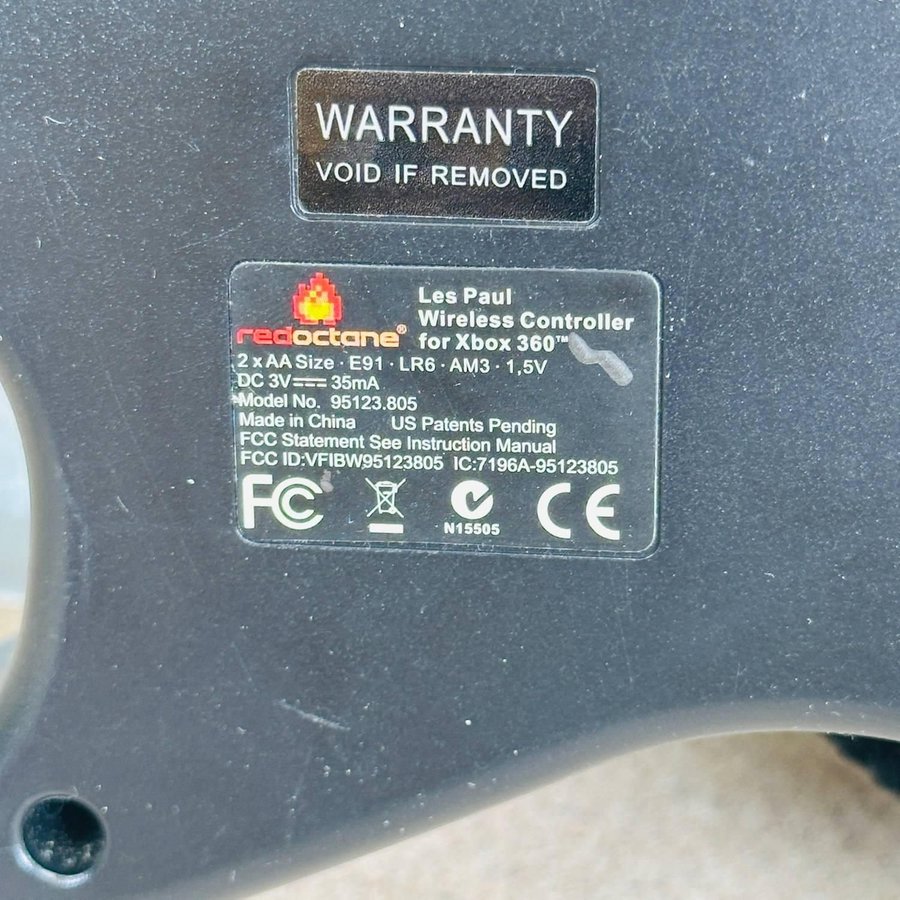 WARRANTY
VOID IF REMOVED
redoctane®
Les Paul
Wireless Controller
for Xbox 360™
2 x AA Size · E91 · LR6 · AM3 · 1,5V
DC 3V⎓ 35mA
Model No. 95123.805
Made in China US Patents Pending
FCC Statement See Instruction Manual
FCC ID:VFIBW95123805 IC:7196A-95123805
FC CE
N15505